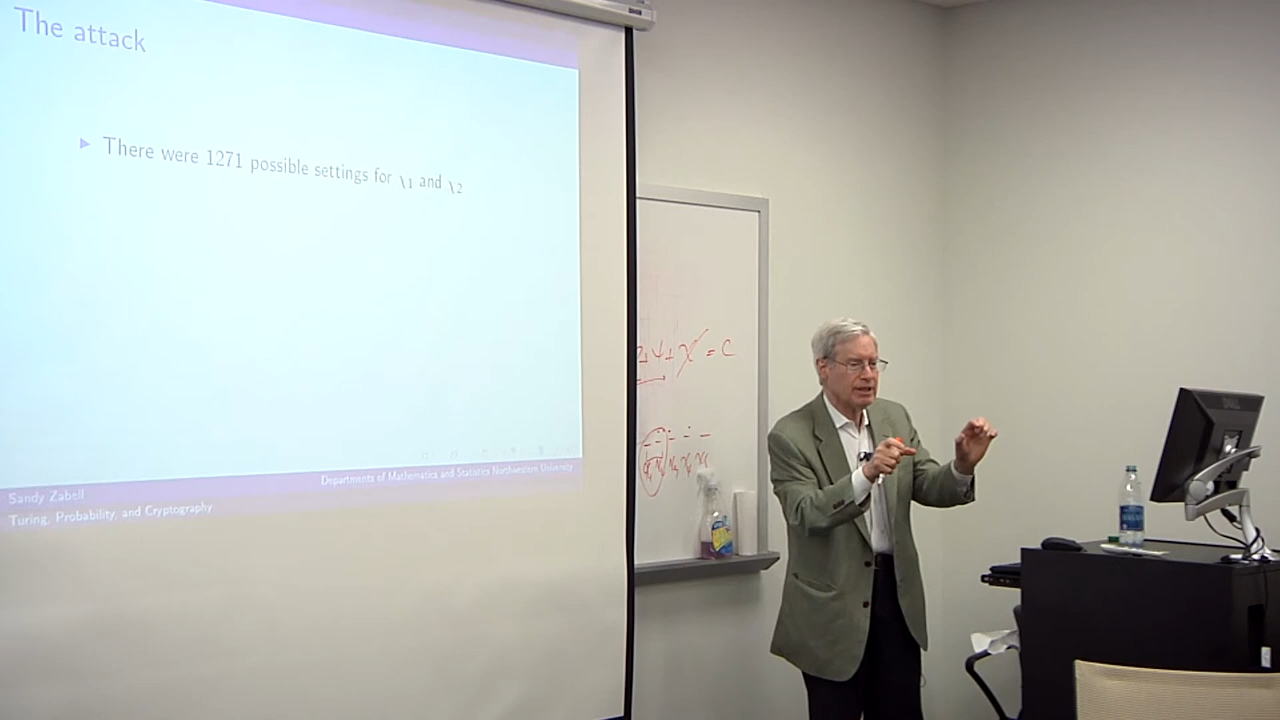 The attack
There were 1271 possible settings for χ1 and χ2
Departments of Mathematics and Statistics Northwestern University
Sandy Zabell
Turing, Probability, and Cryptography
+ ψ + χ = C
DELL